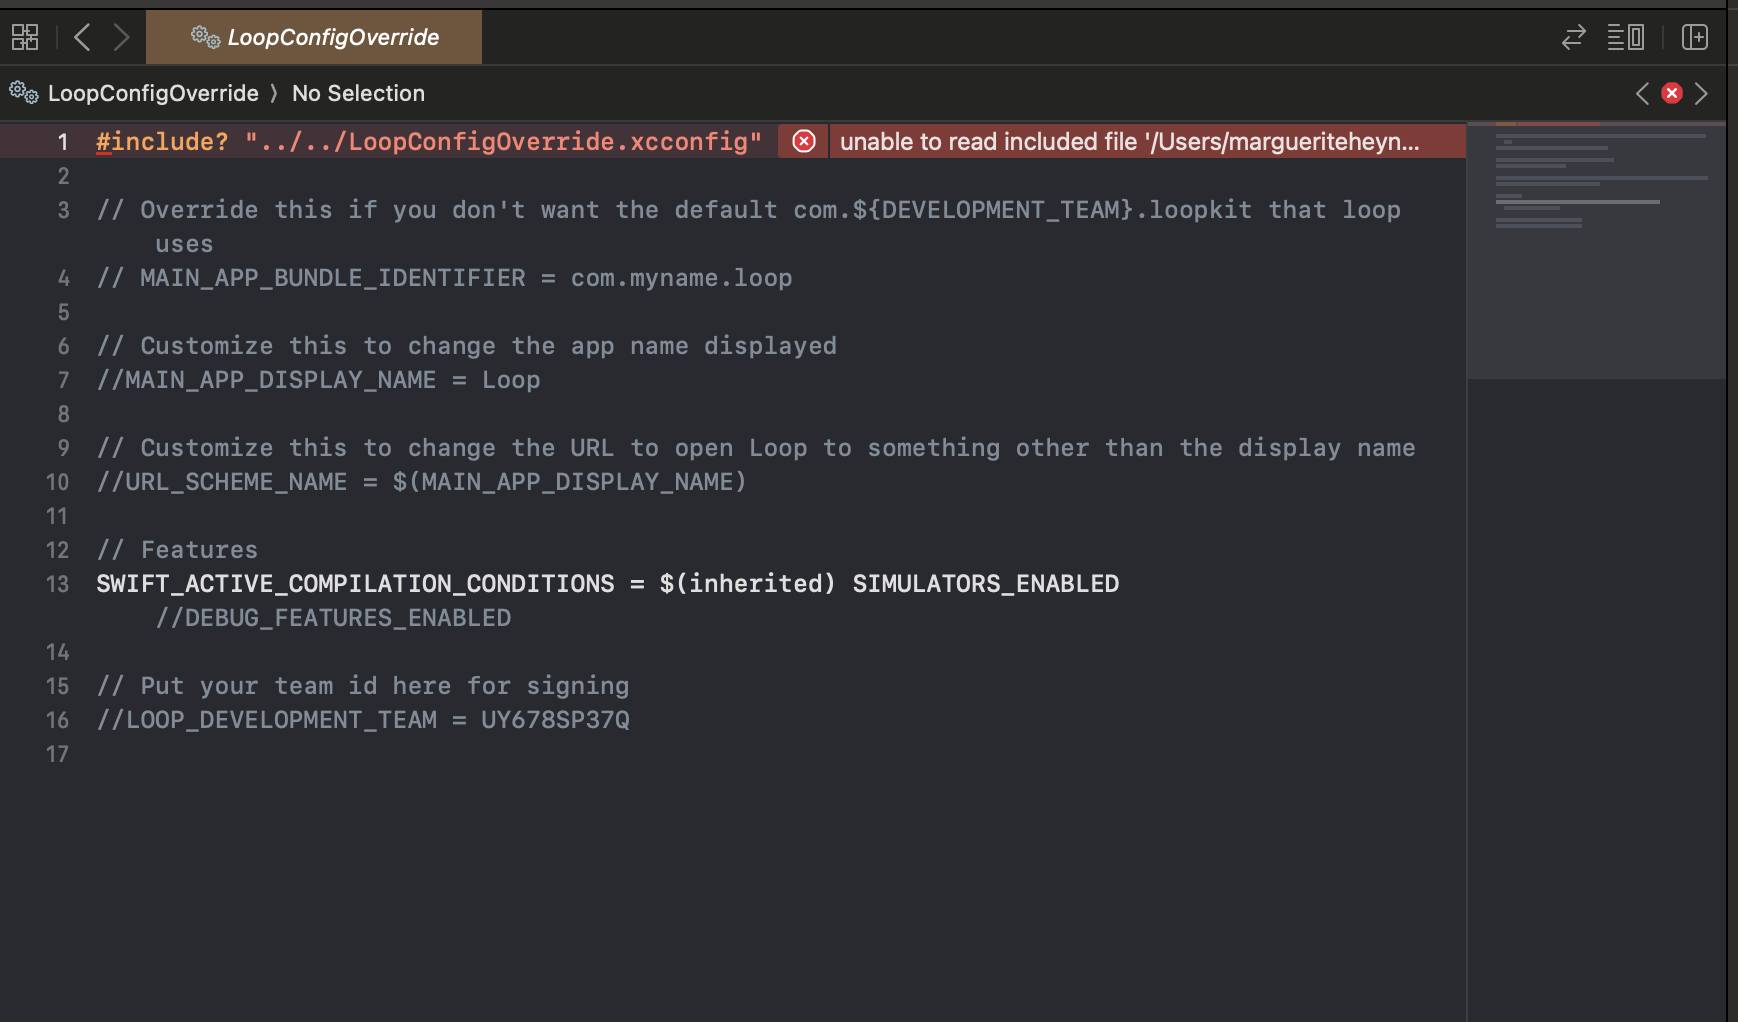 LoopConfigOverride
LoopConfigOverride 〉 No Selection
1 #include? "../../LoopConfigOverride.xcconfig" unable to read included file '/Users/margueriteheyn...
2
3 // Override this if you don't want the default com.${DEVELOPMENT_TEAM}.loopkit that loop
uses
4 // MAIN_APP_BUNDLE_IDENTIFIER = com.myname.loop
5
6 // Customize this to change the app name displayed
7 //MAIN_APP_DISPLAY_NAME = Loop
8
9 // Customize this to change the URL to open Loop to something other than the display name
10 //URL_SCHEME_NAME = $(MAIN_APP_DISPLAY_NAME)
11
12 // Features
13 SWIFT_ACTIVE_COMPILATION_CONDITIONS = $(inherited) SIMULATORS_ENABLED
//DEBUG_FEATURES_ENABLED
14
15 // Put your team id here for signing
16 //LOOP_DEVELOPMENT_TEAM = UY678SP37Q
17